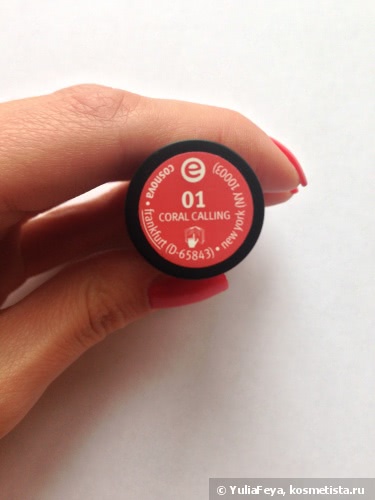 e
01
CORAL CALLING
cosnova • frankfurt (D-65843) • new york (NY 10003)
© YuliaFeya, kosmetista.ru